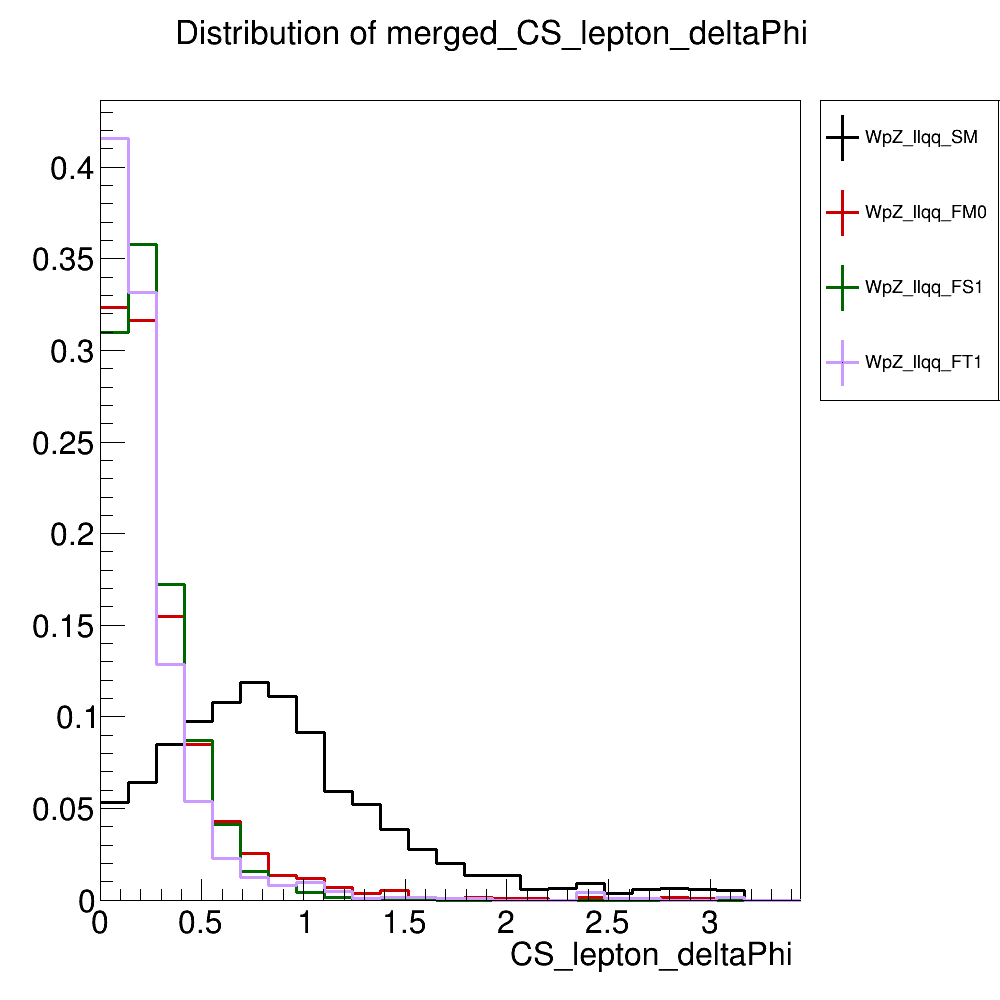 Distribution of merged_CS_lepton_deltaPhi
WpZ_llqq_SM
WpZ_llqq_FM0
WpZ_llqq_FS1
WpZ_llqq_FT1
0.4
0.35
0.3
0.25
0.2
0.15
0.1
0.05
0
0 0.5 1 1.5 2 2.5 3
CS_lepton_deltaPhi